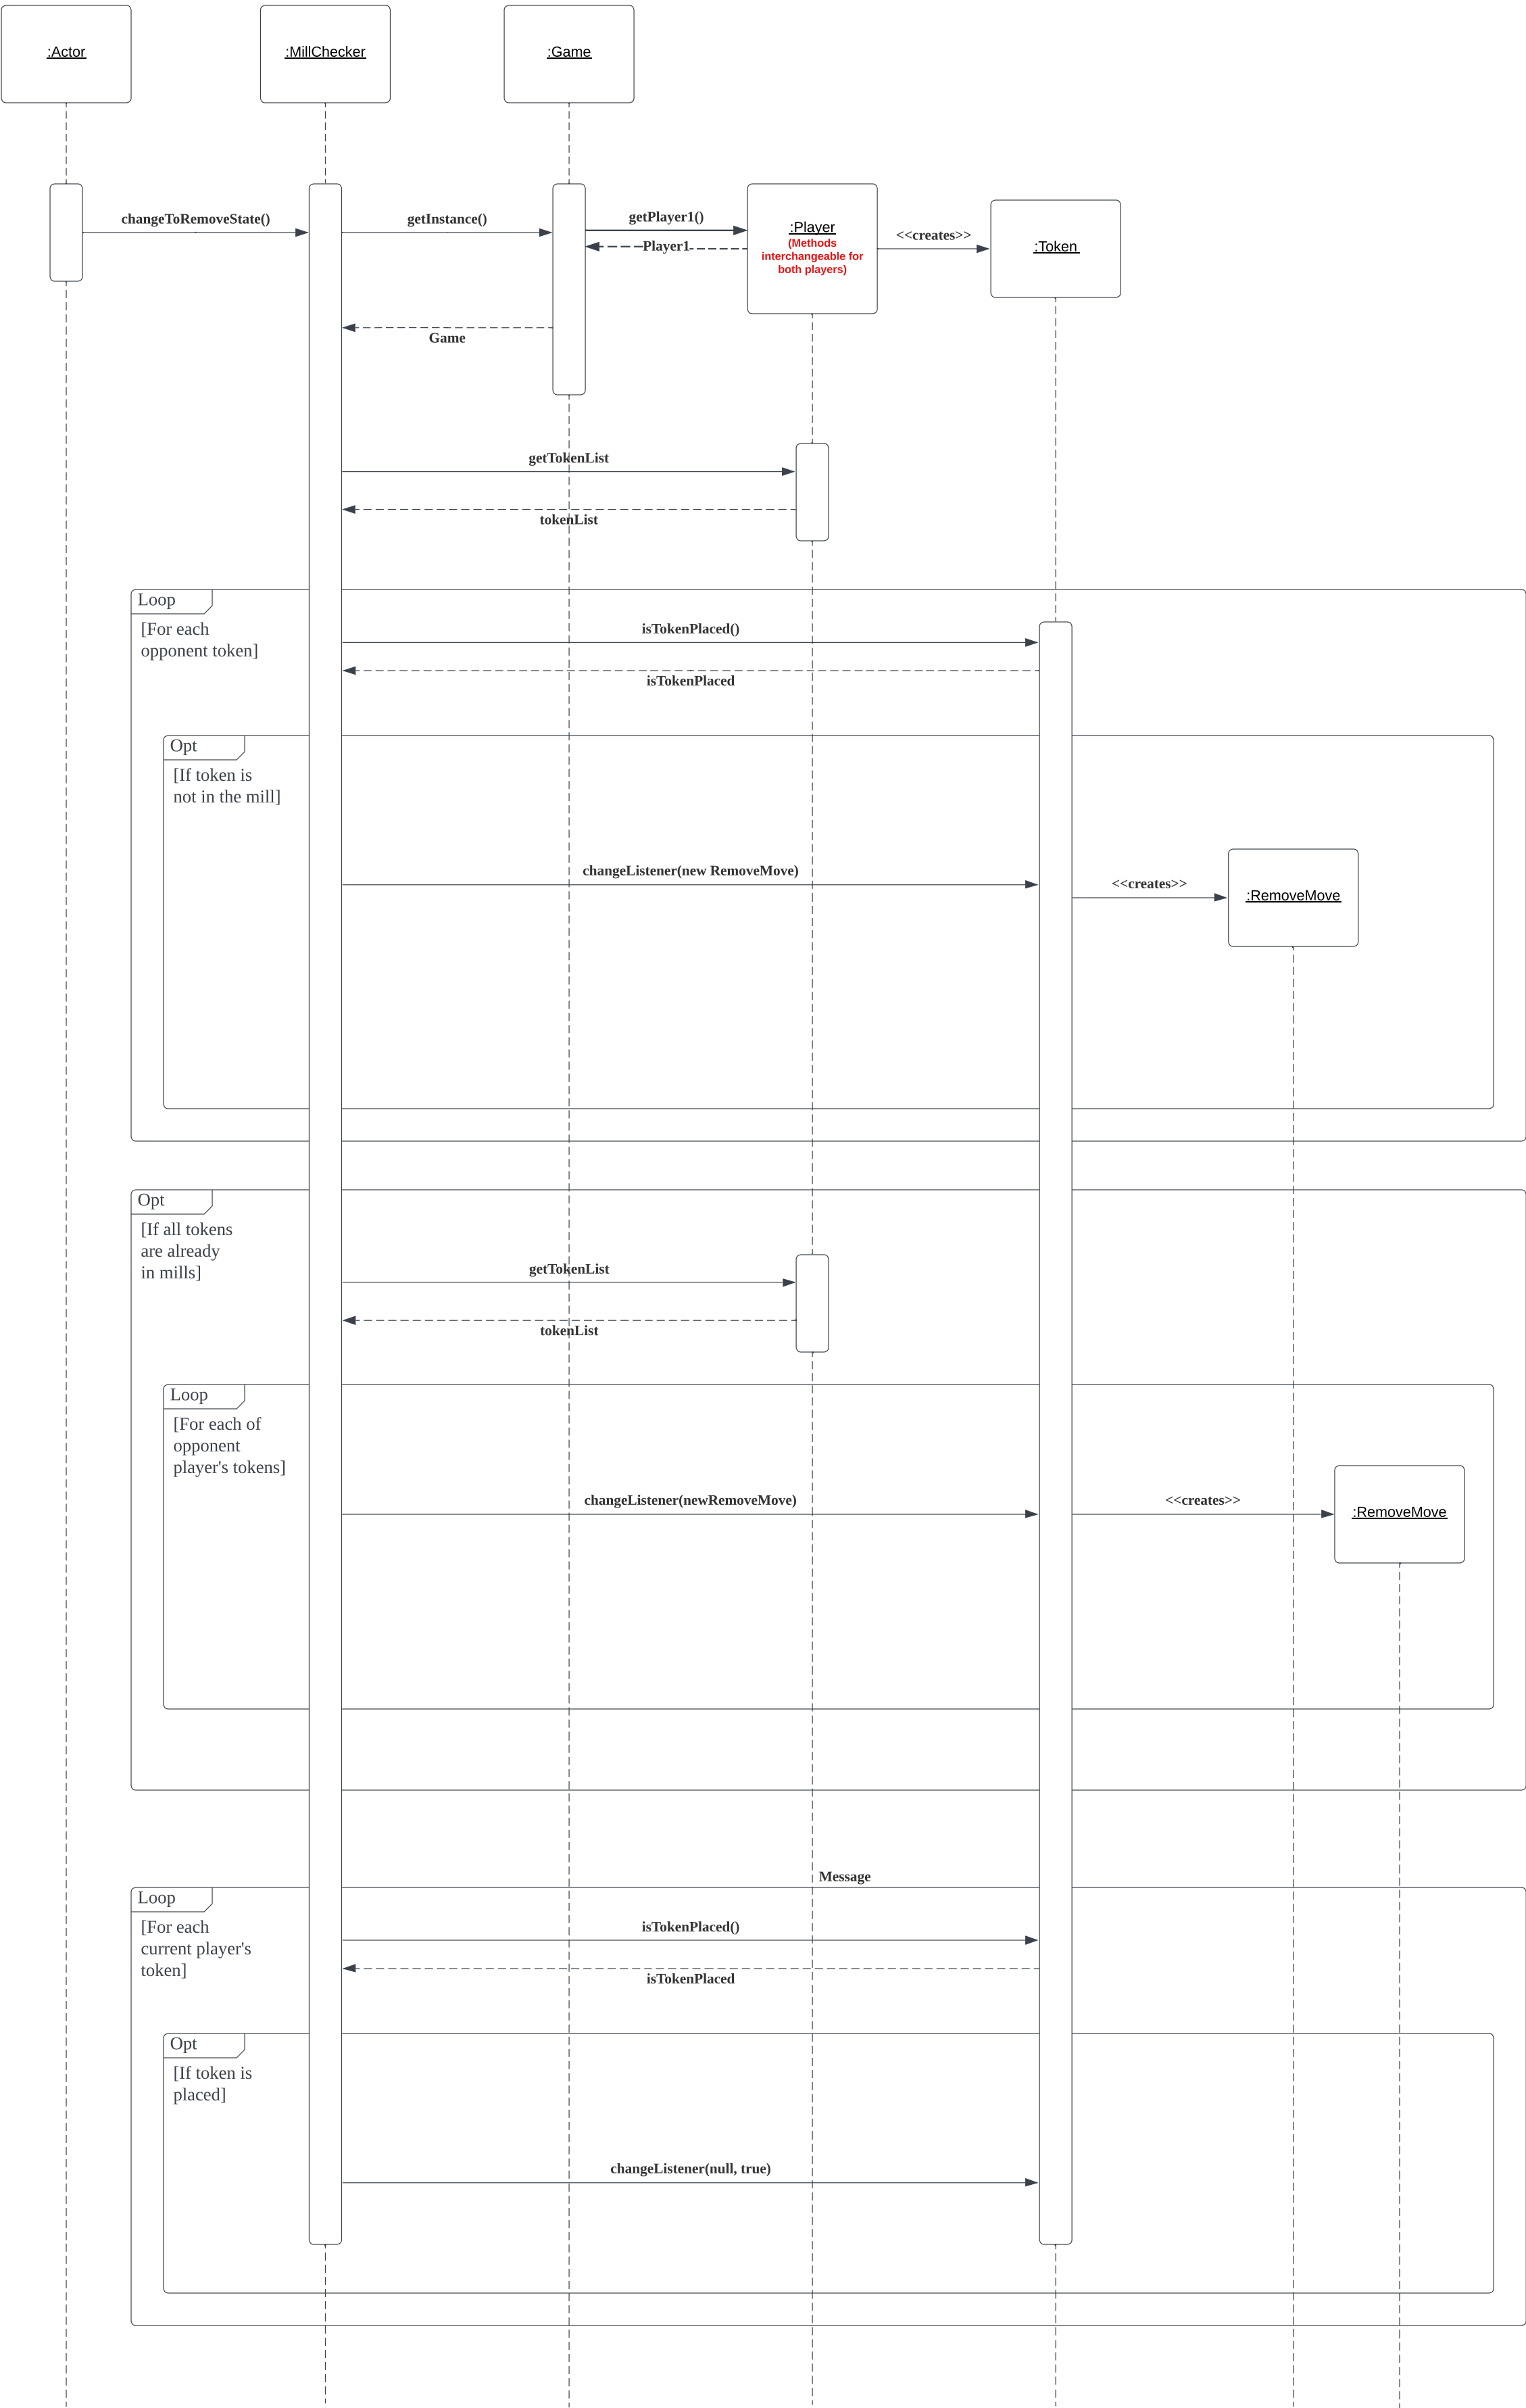 :Actor
:MillChecker
:Game
changeToRemoveState()
getInstance()
getPlayer1()
Player1
:Player
(Methods
interchangeable for
both players)
<<creates>>
:Token
Game
getTokenList
tokenList
Loop
[For each
opponent token]
isTokenPlaced()
isTokenPlaced
Opt
[If token is
not in the mill]
changeListener(new RemoveMove)
<<creates>>
:RemoveMove
Opt
[If all tokens
are already
in mills]
getTokenList
tokenList
Loop
[For each of
opponent
player's tokens]
changeListener(newRemoveMove)
<<creates>>
:RemoveMove
Message
Loop
[For each
current player's
token]
isTokenPlaced()
isTokenPlaced
Opt
[If token is
placed]
changeListener(null, true)